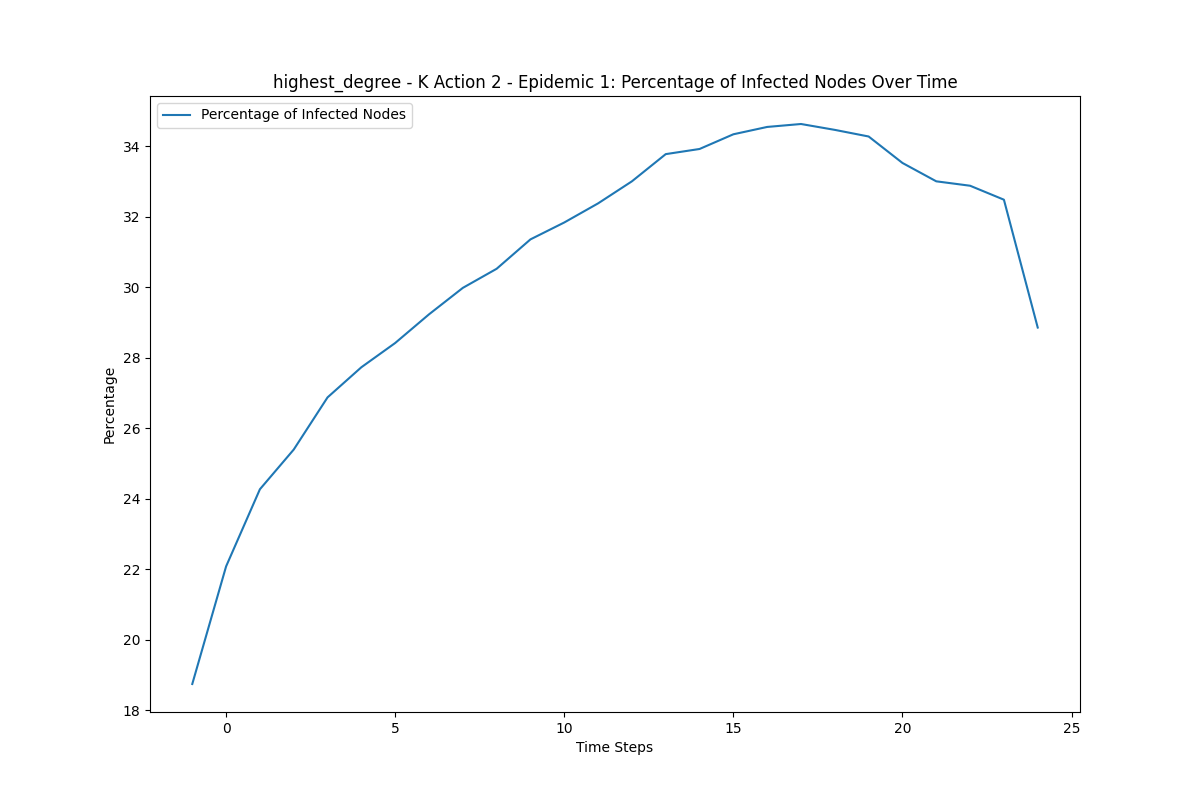 highest_degree - K Action 2 - Epidemic 1: Percentage of Infected Nodes Over Time
Percentage of Infected Nodes
34
32
30
28
26
24
22
20
18
Percentage
0 5 10 15 20 25
Time Steps